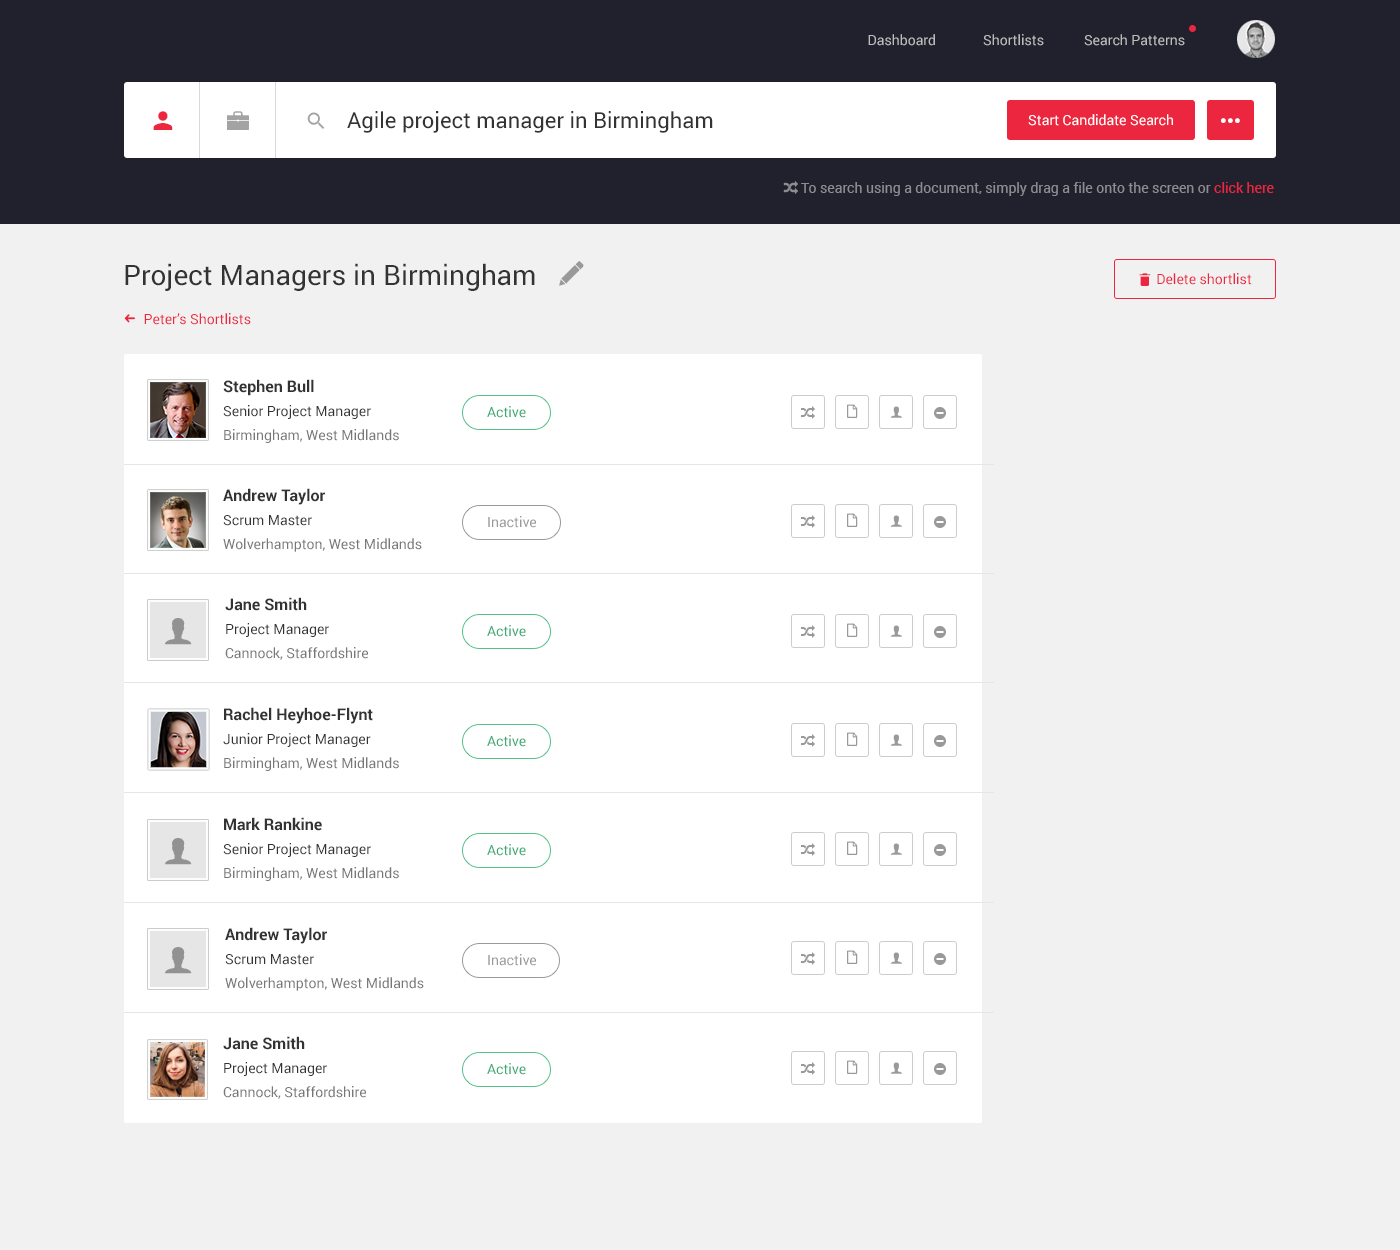 Dashboard
Shortlists
Search Patterns
Agile project manager in Birmingham
Start Candidate Search
To search using a document, simply drag a file onto the screen or click here
Project Managers in Birmingham
Delete shortlist
Peter's Shortlists
Stephen Bull
Senior Project Manager
Birmingham, West Midlands
Active
Andrew Taylor
Scrum Master
Wolverhampton, West Midlands
Inactive
Jane Smith
Project Manager
Cannock, Staffordshire
Active
Rachel Heyhoe-Flynt
Junior Project Manager
Birmingham, West Midlands
Active
Mark Rankine
Senior Project Manager
Birmingham, West Midlands
Active
Andrew Taylor
Scrum Master
Wolverhampton, West Midlands
Inactive
Jane Smith
Project Manager
Cannock, Staffordshire
Active